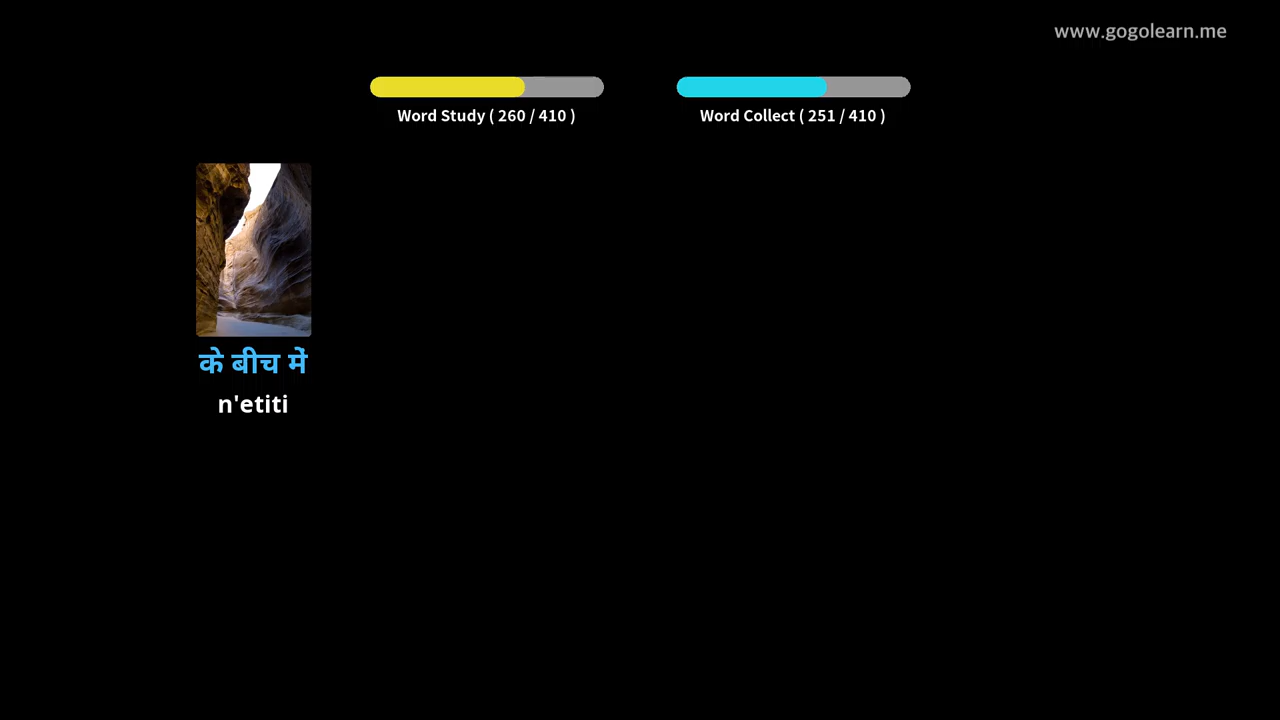 www.gogolearn.me
Word Study ( 260 / 410 )
Word Collect ( 251 / 410 )
के बीच में
n'etiti